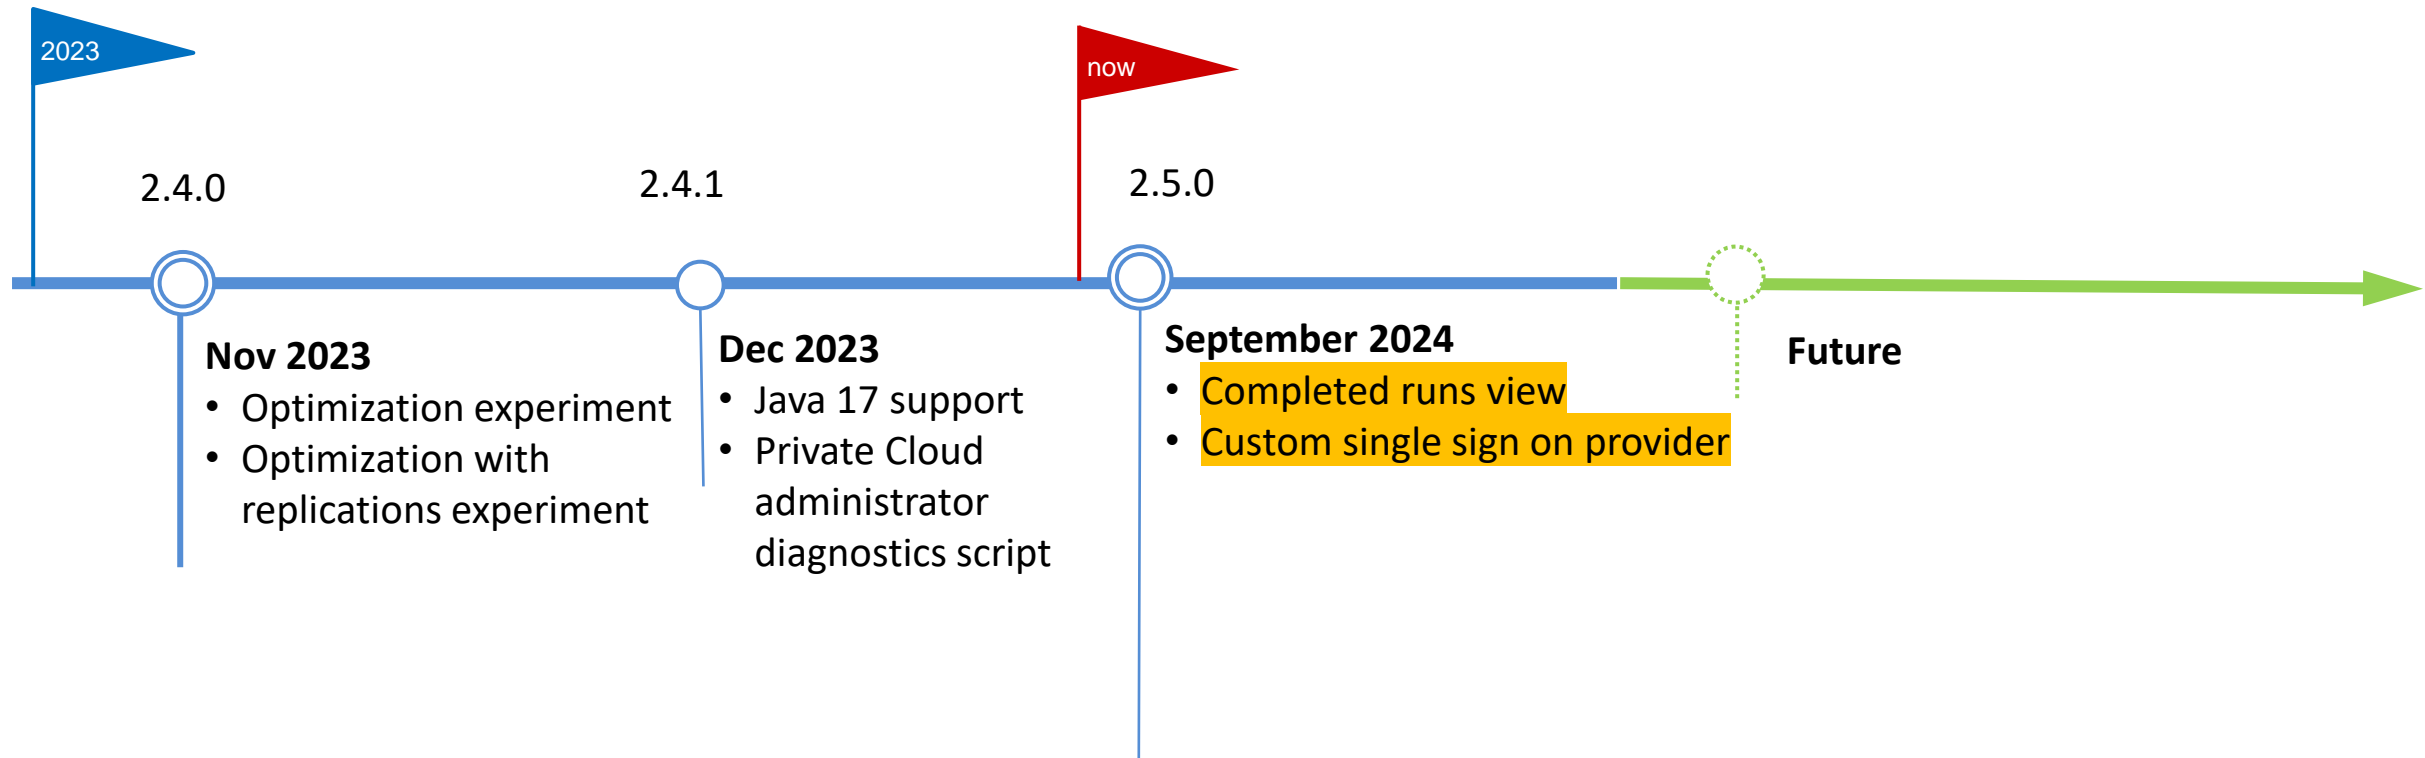 2023
now
2.4.0
2.4.1
2.5.0
Nov 2023
• Optimization experiment
• Optimization with
replications experiment
Dec 2023
• Java 17 support
• Private Cloud
administrator
diagnostics script
September 2024
• Completed runs view
• Custom single sign on provider
Future